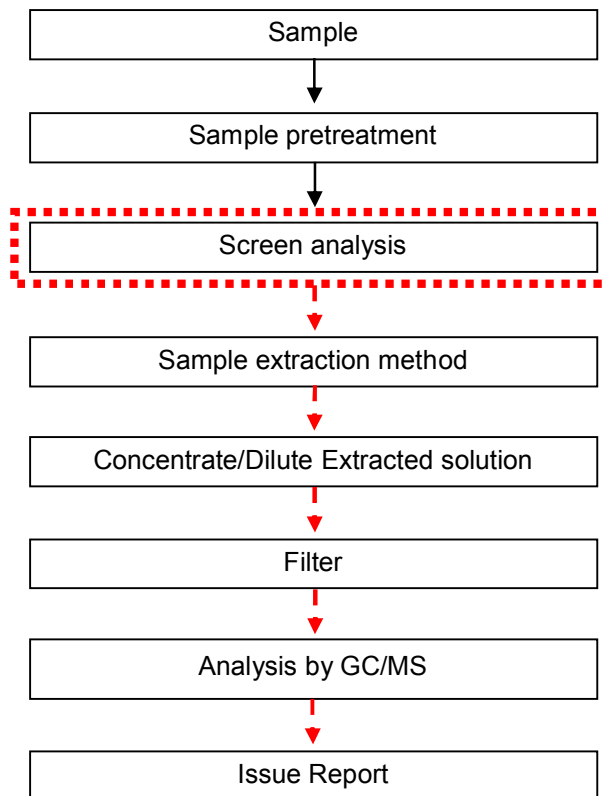 Sample
Sample pretreatment
Screen analysis
Sample extraction method
Concentrate/Dilute Extracted solution
Filter
Analysis by GC/MS
Issue Report